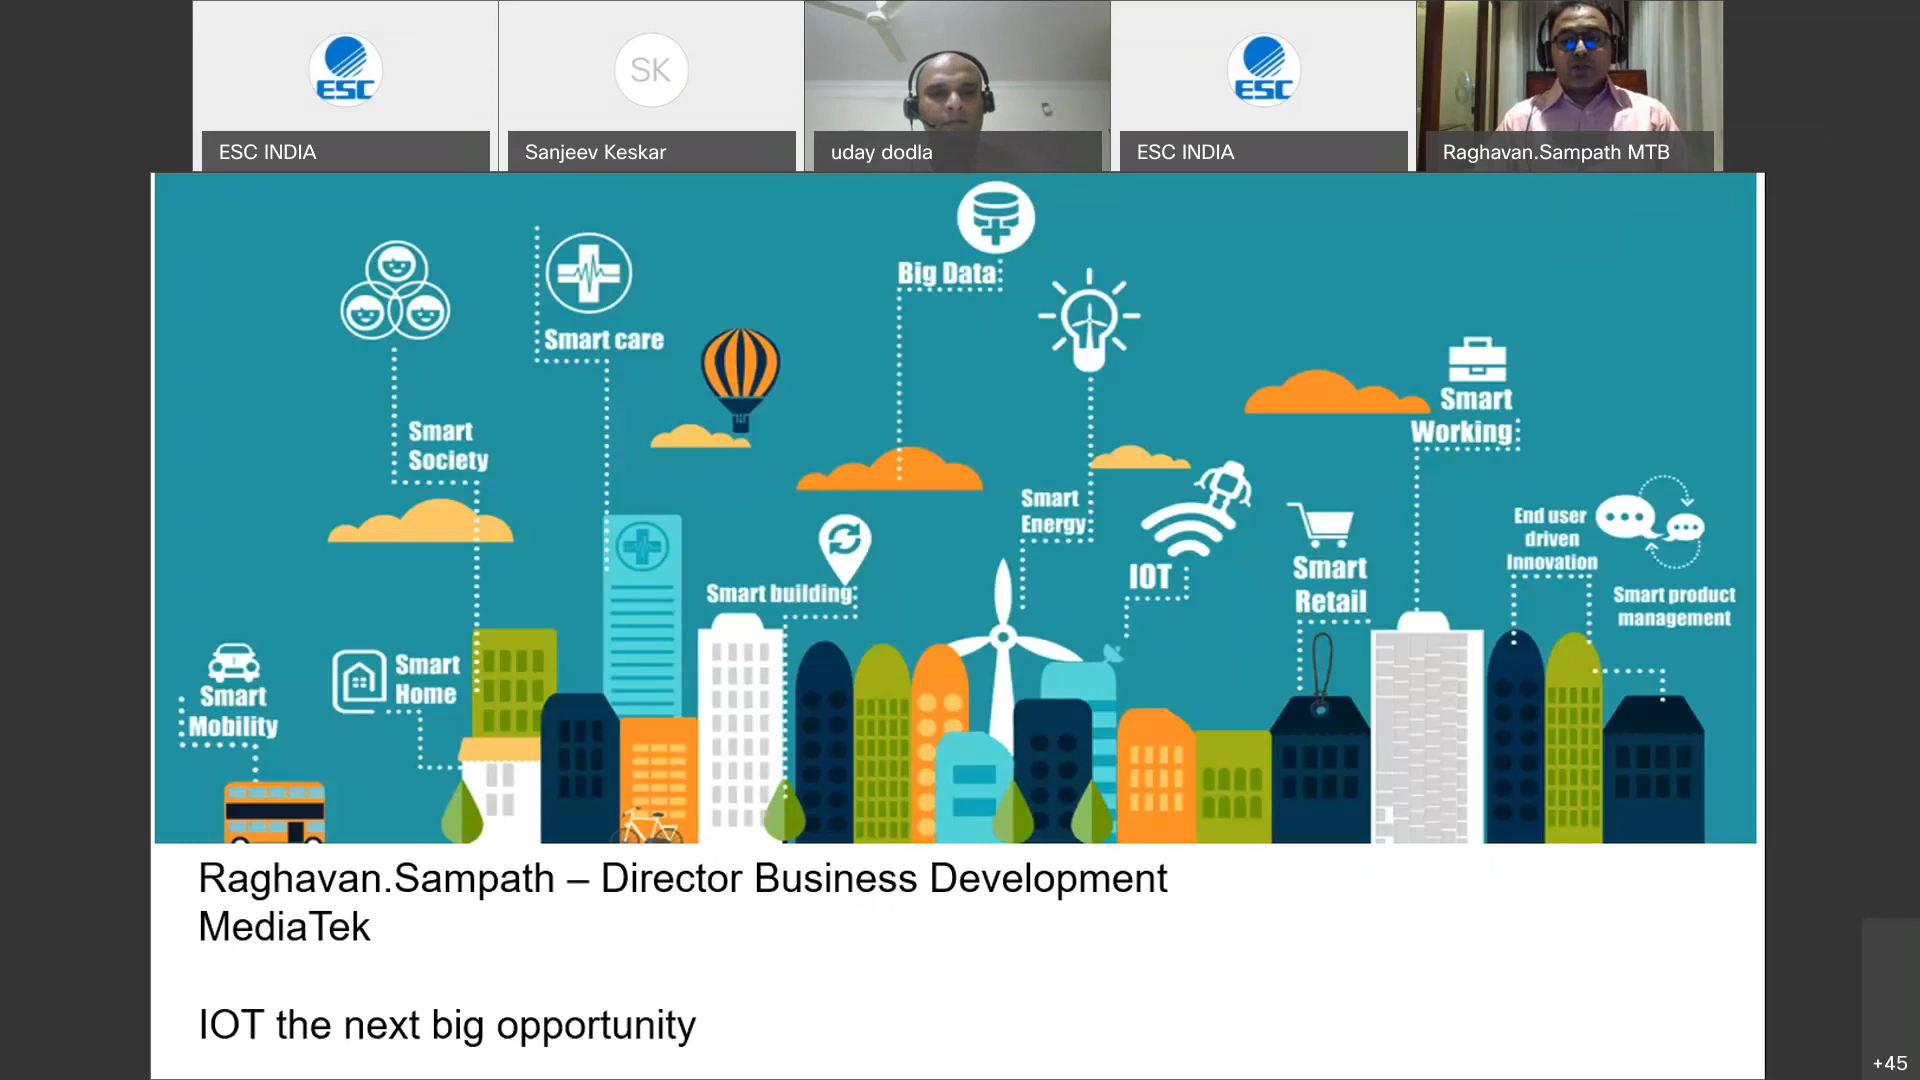 ESC
SK
ESC
ESC INDIA
Sanjeev Keskar
uday dodla
ESC INDIA
Raghavan.Sampath MTB
Big Data
Smart care
Smart
Working
Smart
Society
Smart
Energy
End user
driven
Innovation
Smart building
IOT
Smart
Retail
Smart product
management
Smart
Home
Smart
Mobility
Raghavan.Sampath – Director Business Development
MediaTek
IOT the next big opportunity
+45